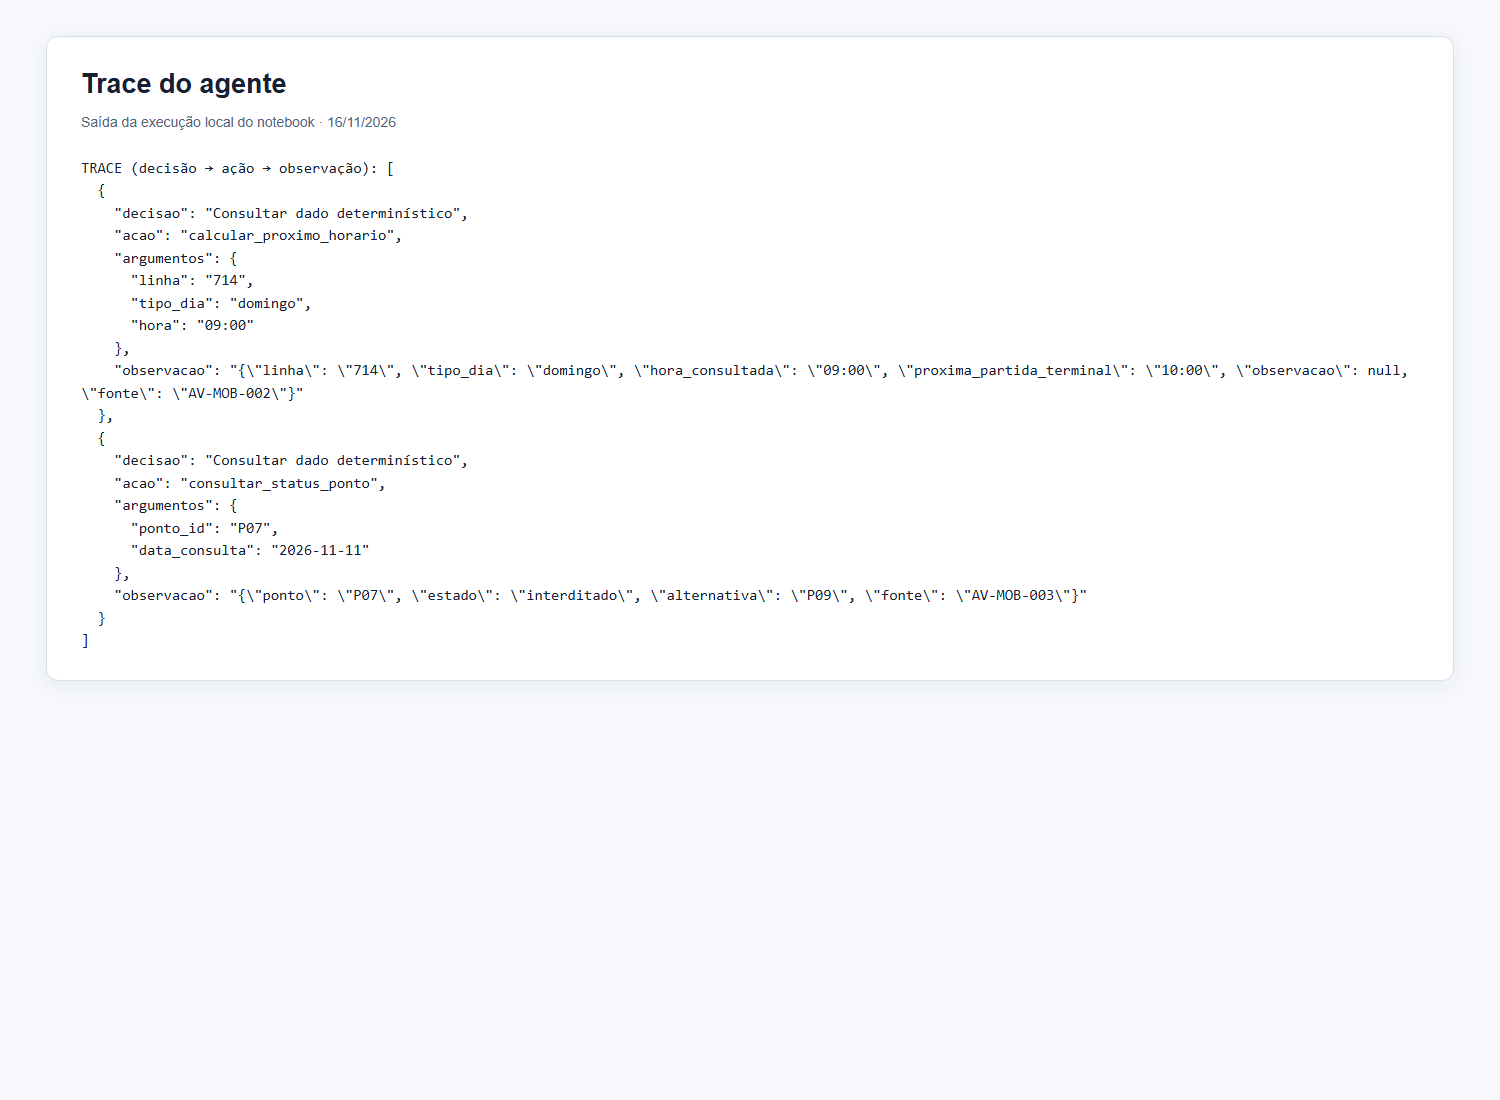 Trace do agente
Saída da execução local do notebook · 16/11/2026
TRACE (decisão → ação → observação): [
  {
    "decisao": "Consultar dado determinístico",
    "acao": "calcular_proximo_horario",
    "argumentos": {
      "linha": "714",
      "tipo_dia": "domingo",
      "hora": "09:00"
    },
    "observacao": "{\"linha\": \"714\", \"tipo_dia\": \"domingo\", \"hora_consultada\": \"09:00\", \"proxima_partida_terminal\": \"10:00\", \"observacao\": null,
\"fonte\": \"AV-MOB-002\"}"
  },
  {
    "decisao": "Consultar dado determinístico",
    "acao": "consultar_status_ponto",
    "argumentos": {
      "ponto_id": "P07",
      "data_consulta": "2026-11-11"
    },
    "observacao": "{\"ponto\": \"P07\", \"estado\": \"interditado\", \"alternativa\": \"P09\", \"fonte\": \"AV-MOB-003\"}"
  }
]